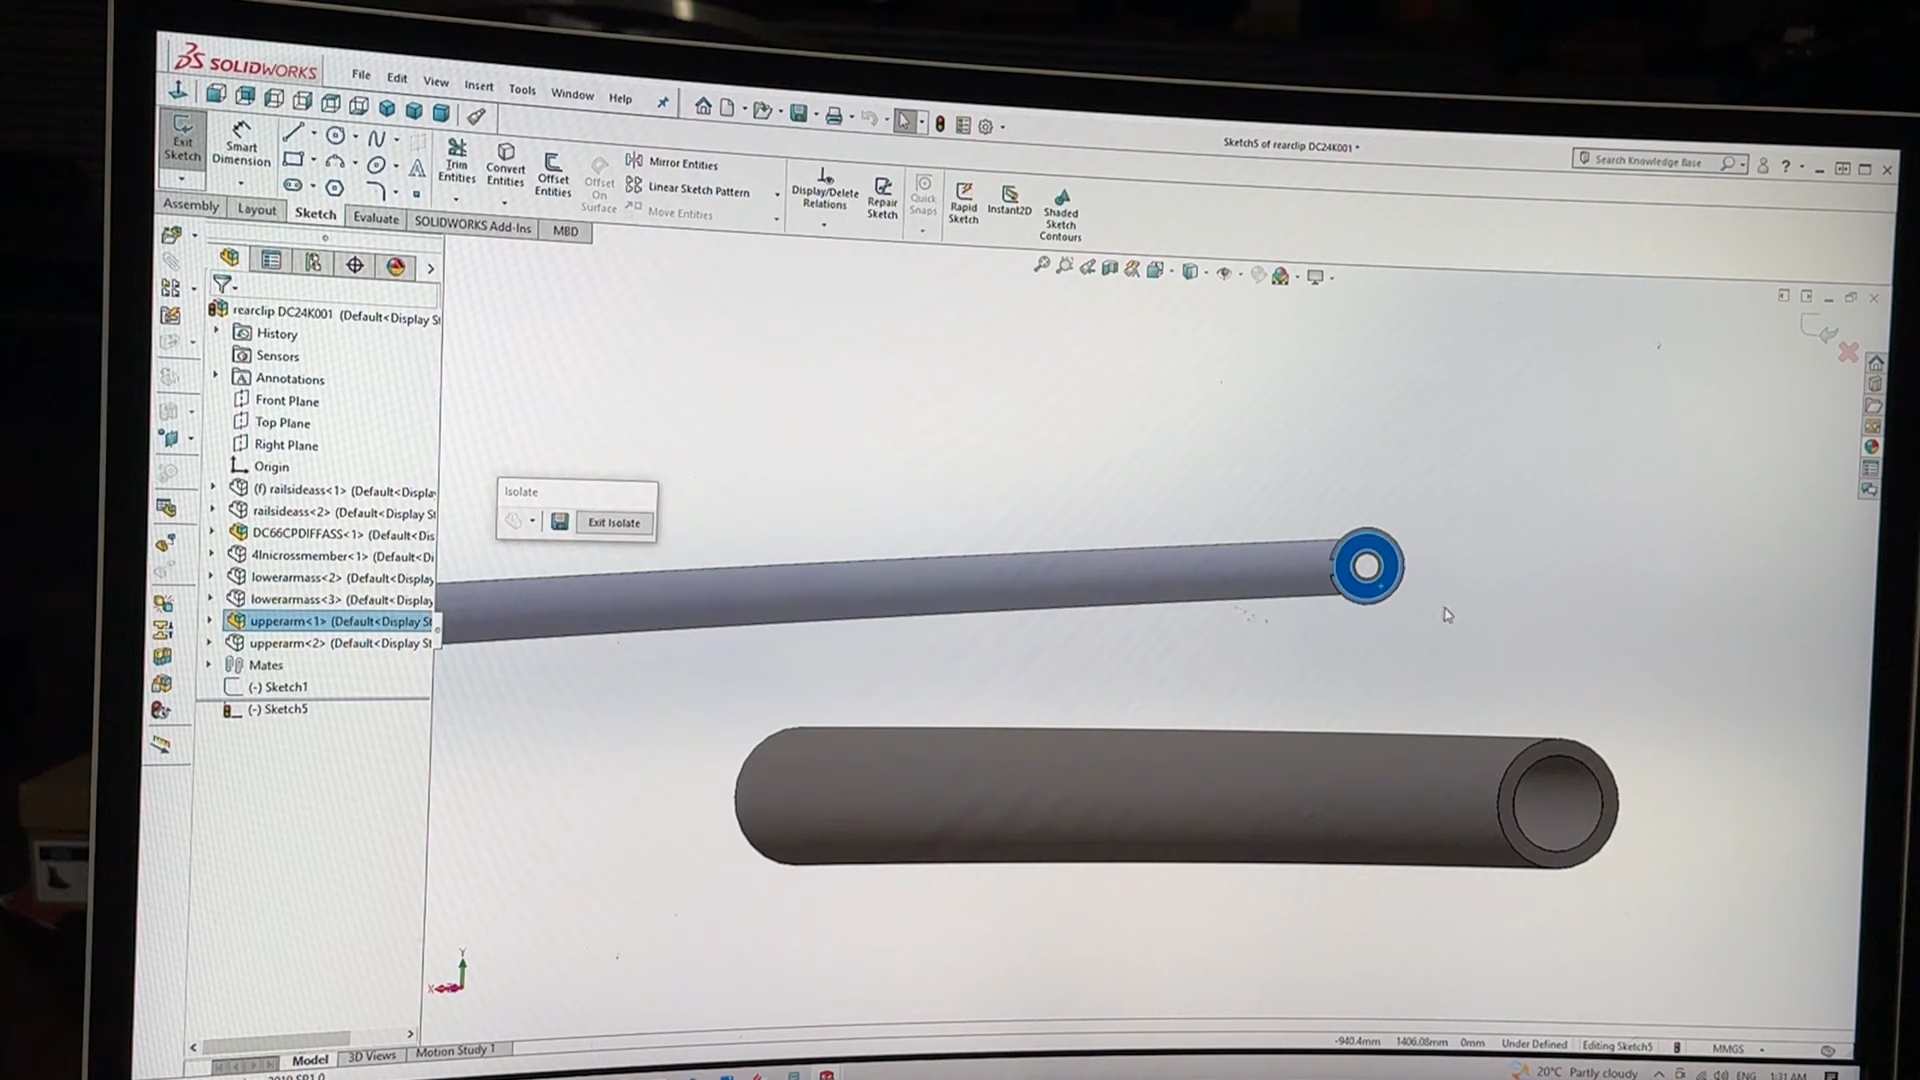 SOLIDWORKS
File Edit View Insert Tools Window Help
Sketch5 of rearclip DC24K001 *
Search Knowledge Base
Exit Sketch
Smart Dimension
Trim Entities
Convert Entities
Offset Entities
Offset On Surface
Mirror Entities
Linear Sketch Pattern
Move Entities
Display/Delete Relations
Repair Sketch
Quick Snaps
Rapid Sketch
Instant2D
Shaded Sketch Contours
Assembly Layout Sketch Evaluate SOLIDWORKS Add-Ins MBD
rearclip DC24K001 (Default<Display St
History
Sensors
Annotations
Front Plane
Top Plane
Right Plane
Origin
(f) railsideass<1> (Default<Display
railsideass<2> (Default<Display St
DC66CPDIFFASS<1> (Default<Dis
4lnicrossmember<1> (Default<Di
lowerarmass<2> (Default<Display
lowerarmass<3> (Default<Display
upperarm<1> (Default<Display St
upperarm<2> (Default<Display St
Mates
(-) Sketch1
(-) Sketch5
Isolate
Exit Isolate
Y
X
Model 3D Views Motion Study 1
-940.4mm 1406.08mm 0mm Under Defined Editing Sketch5 MMGS
20°C Partly cloudy ENG 1:31 AM